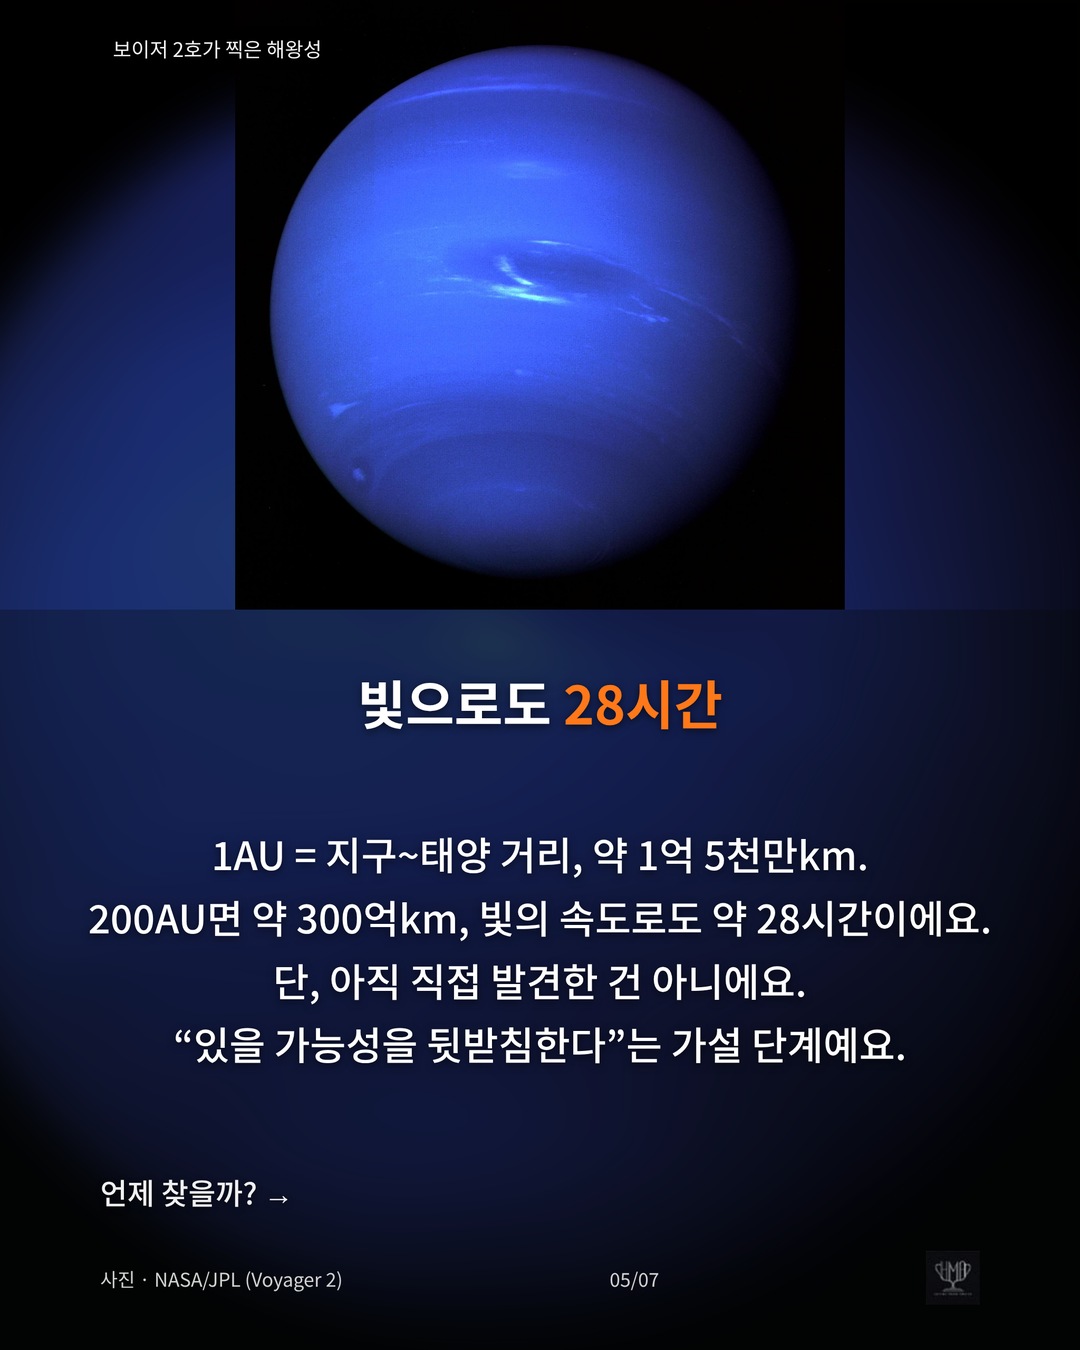 보이저 2호가 찍은 해왕성
빛으로도 28시간
1AU = 지구~태양 거리, 약 1억 5천만km.
200AU면 약 300억km, 빛의 속도로도 약 28시간이에요.
단, 아직 직접 발견한 건 아니에요.
“있을 가능성을 뒷받침한다”는 가설 단계예요.
언제 찾을까? →
사진 · NASA/JPL (Voyager 2)
05/07